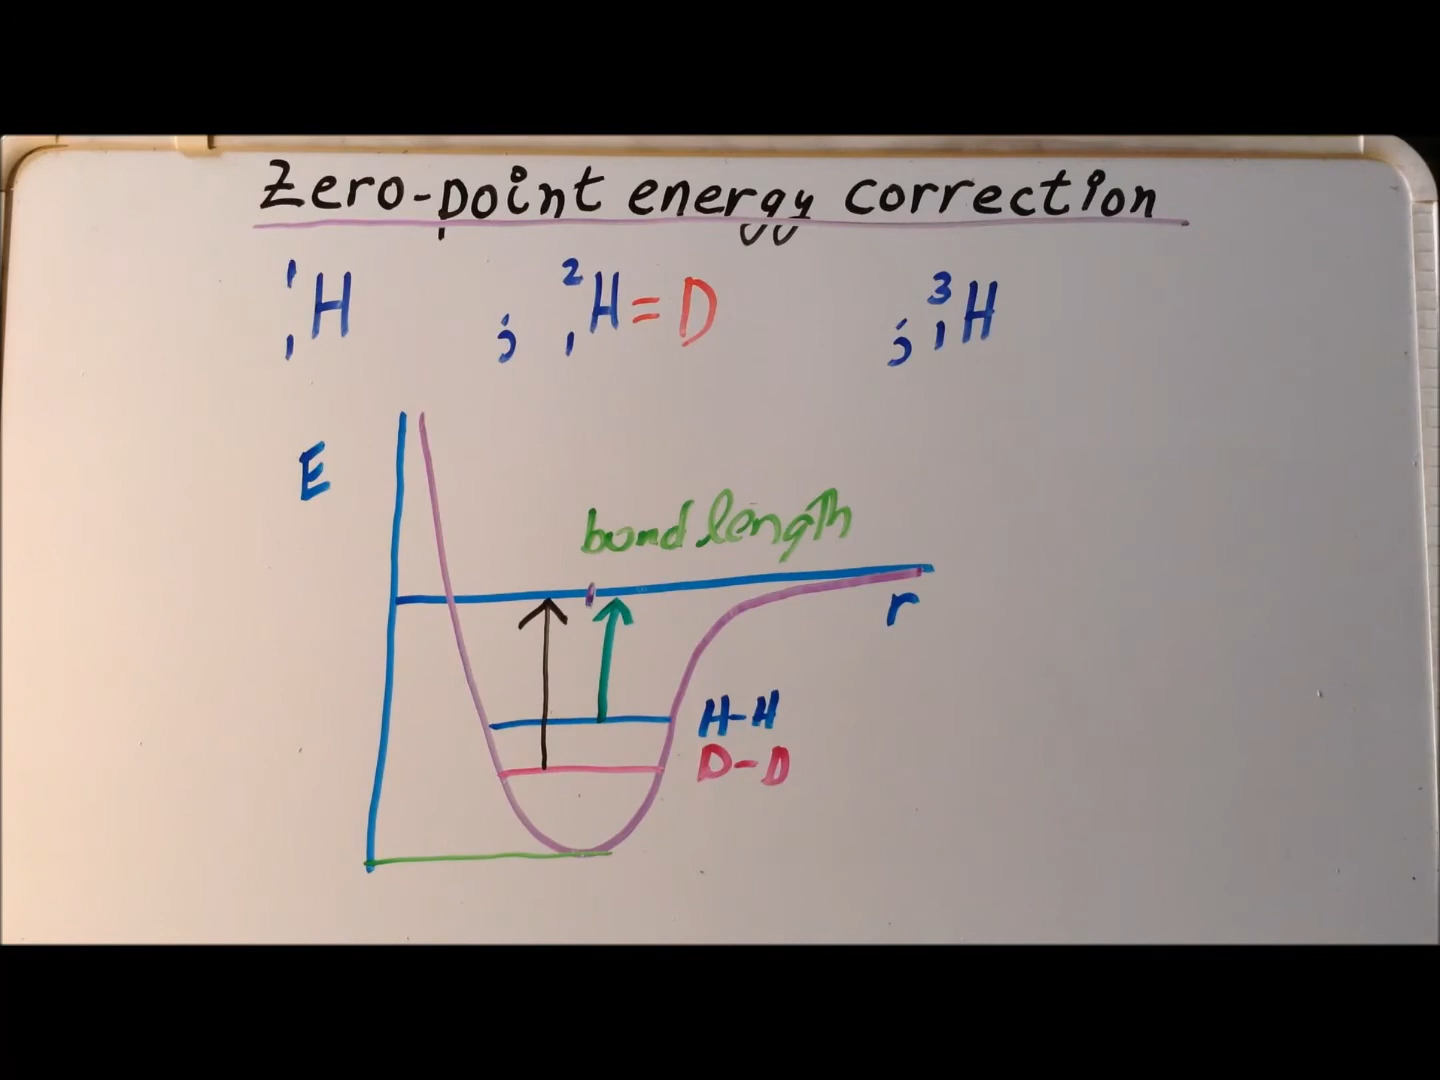 Zero-point energy correction
¹₁H ; ²₁H = D ; ³₁H
E
bond length
r
H-H
D-D